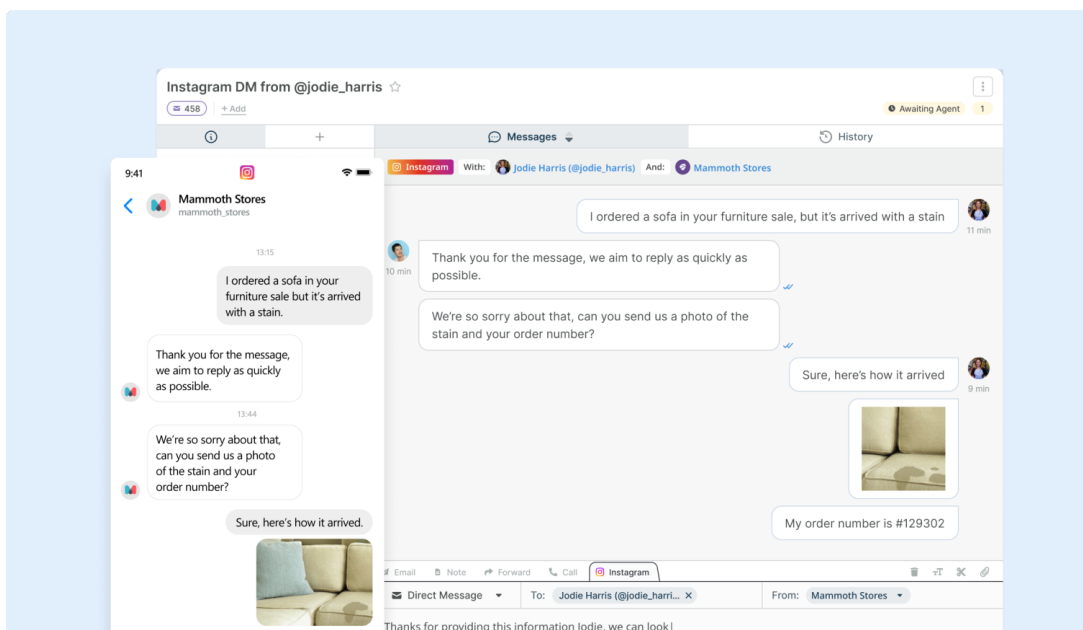 Instagram DM from @jodie_harris
458
+ Add
Awaiting Agent
1
+
Messages
History
Instagram
With:
Jodie Harris (@jodie_harris)
And:
Mammoth Stores
I ordered a sofa in your furniture sale, but it’s arrived with a stain
11 min
10 min
Thank you for the message, we aim to reply as quickly as
possible.
We’re so sorry about that, can you send us a photo of the
stain and your order number?
Sure, here’s how it arrived
9 min
My order number is #129302
Email
Note
Forward
Call
Instagram
Direct Message
To:
Jodie Harris (@jodie_harri...
From:
Mammoth Stores
Thanks for providing this information Jodie, we can look
9:41
Mammoth Stores
mammoth_stores
13:15
I ordered a sofa in your
furniture sale but it’s arrived
with a stain.
Thank you for the message,
we aim to reply as quickly
as possible.
13:44
We’re so sorry about that,
can you send us a photo
of the stain and your
order number?
Sure, here’s how it arrived.